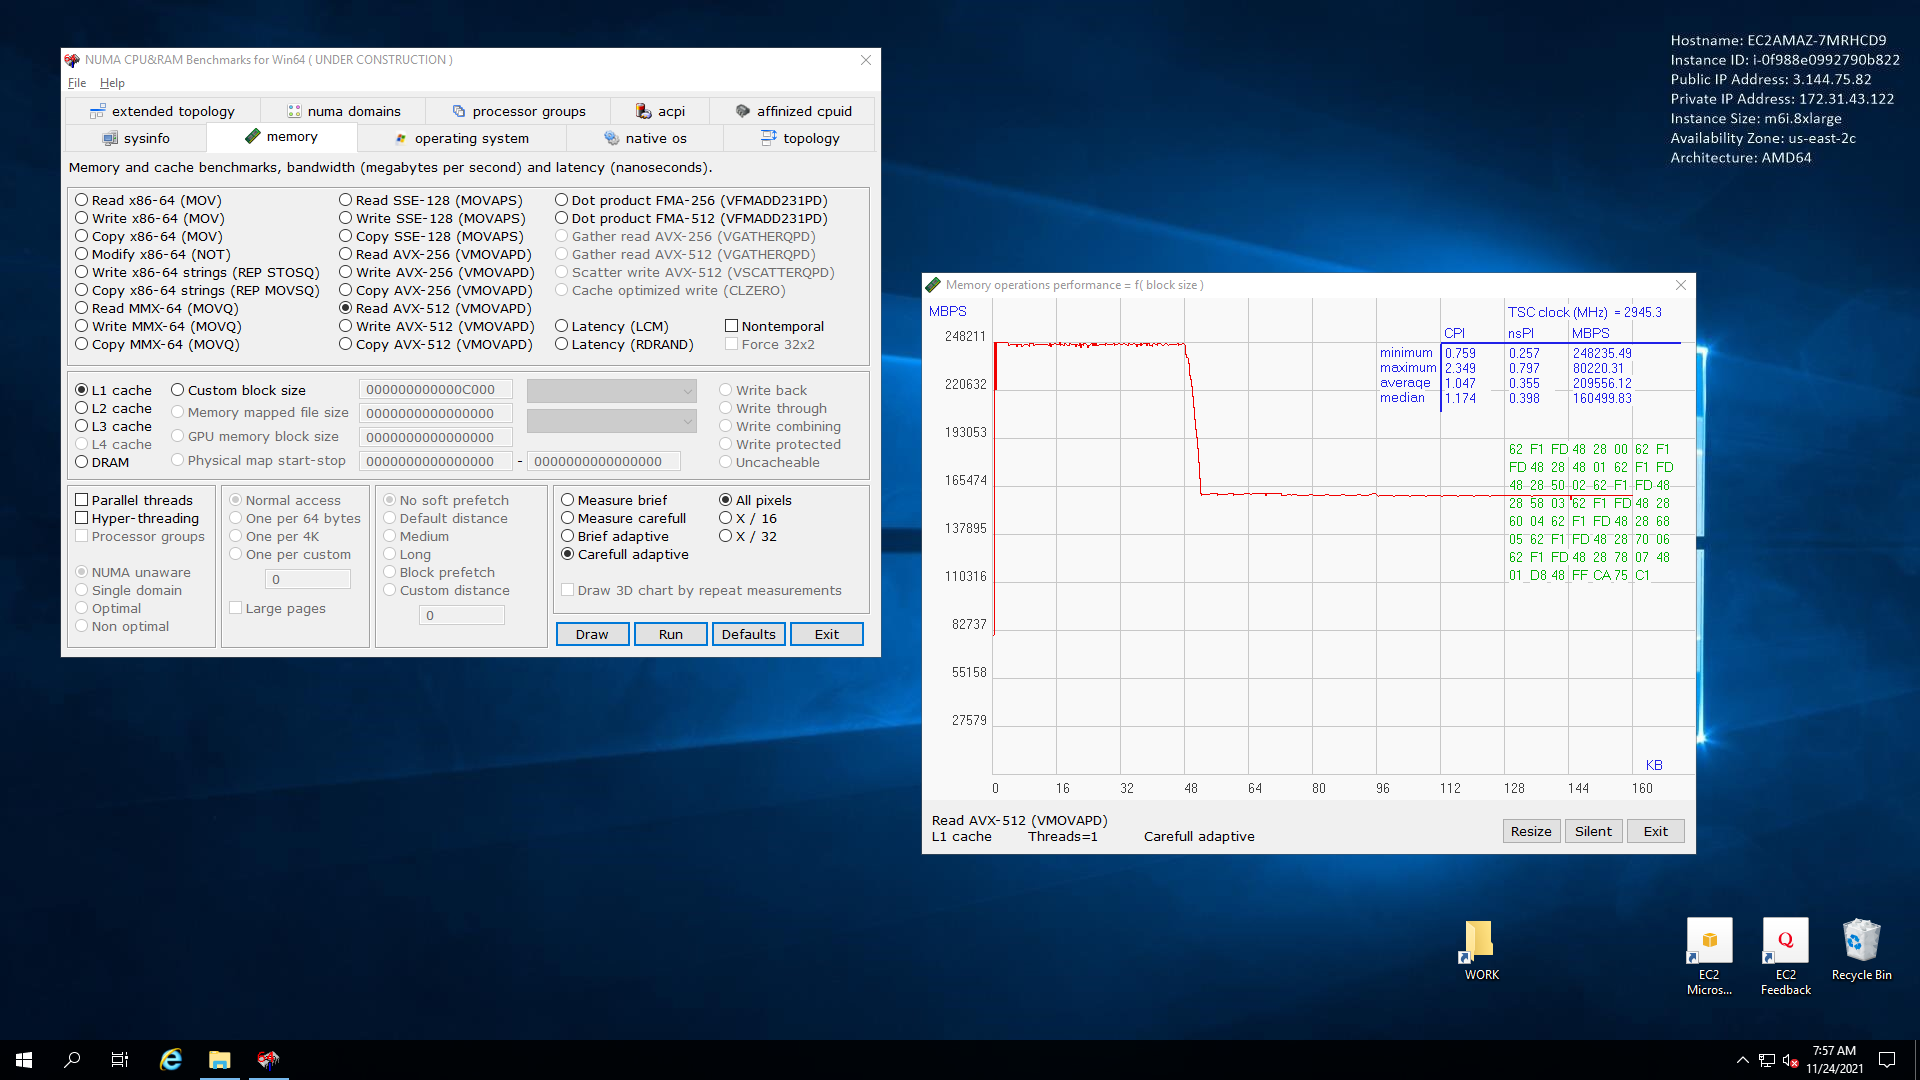 Hostname: EC2AMAZ-7MRHCD9
Instance ID: i-0f988e0992790b822
Public IP Address: 3.144.75.82
Private IP Address: 172.31.43.122
Instance Size: m6i.8xlarge
Availability Zone: us-east-2c
Architecture: AMD64
NUMA CPU&RAM Benchmarks for Win64 ( UNDER CONSTRUCTION )
File Help
extended topology numa domains processor groups acpi affinized cpuid
sysinfo memory operating system native os topology
Memory and cache benchmarks, bandwidth (megabytes per second) and latency (nanoseconds).
Read x86-64 (MOV) Read SSE-128 (MOVAPS) Dot product FMA-256 (VFMADD231PD)
Write x86-64 (MOV) Write SSE-128 (MOVAPS) Dot product FMA-512 (VFMADD231PD)
Copy x86-64 (MOV) Copy SSE-128 (MOVAPS) Gather read AVX-256 (VGATHERQPD)
Modify x86-64 (NOT) Read AVX-256 (VMOVAPD) Gather read AVX-512 (VGATHERQPD)
Write x86-64 strings (REP STOSQ) Write AVX-256 (VMOVAPD) Scatter write AVX-512 (VSCATTERQPD)
Copy x86-64 strings (REP MOVSQ) Copy AVX-256 (VMOVAPD) Cache optimized write (CLZERO)
Read MMX-64 (MOVQ) Read AVX-512 (VMOVAPD)
Write MMX-64 (MOVQ) Write AVX-512 (VMOVAPD) Latency (LCM) Nontemporal
Copy MMX-64 (MOVQ) Copy AVX-512 (VMOVAPD) Latency (RDRAND) Force 32x2
L1 cache Custom block size 000000000000C000 Write back
L2 cache Memory mapped file size 0000000000000000 Write through
L3 cache Write combining
L4 cache GPU memory block size 0000000000000000 Write protected
DRAM Physical map start-stop 0000000000000000 - 0000000000000000 Uncacheable
Parallel threads Normal access No soft prefetch Measure brief All pixels
Hyper-threading One per 64 bytes Default distance Measure carefull X / 16
Processor groups One per 4K Medium Brief adaptive X / 32
One per custom Long Carefull adaptive
NUMA unaware 0 Block prefetch
Single domain Custom distance Draw 3D chart by repeat measurements
Optimal Large pages 0
Non optimal
Draw Run Defaults Exit
Memory operations performance = f( block size )
MBPS TSC clock (MHz) = 2945.3
248211 CPI nsPI MBPS
minimum 0.759 0.257 248235.49
maximum 2.349 0.797 80220.31
average 1.047 0.355 209556.12
median 1.174 0.398 160499.83
220632
193053
165474
137895
110316
82737
55158
27579
62 F1 FD 48 28 00 62 F1
FD 48 28 48 01 62 F1 FD
48 28 50 02 62 F1 FD 48
28 58 03 62 F1 FD 48 28
60 04 62 F1 FD 48 28 68
05 62 F1 FD 48 28 70 06
62 F1 FD 48 28 78 07 48
01 D8 48 FF CA 75 C1
KB
0 16 32 48 64 80 96 112 128 144 160
Read AVX-512 (VMOVAPD)
L1 cache Threads=1 Carefull adaptive
Resize Silent Exit
WORK
EC2 Micros...
EC2 Feedback
Recycle Bin
7:57 AM
11/24/2021